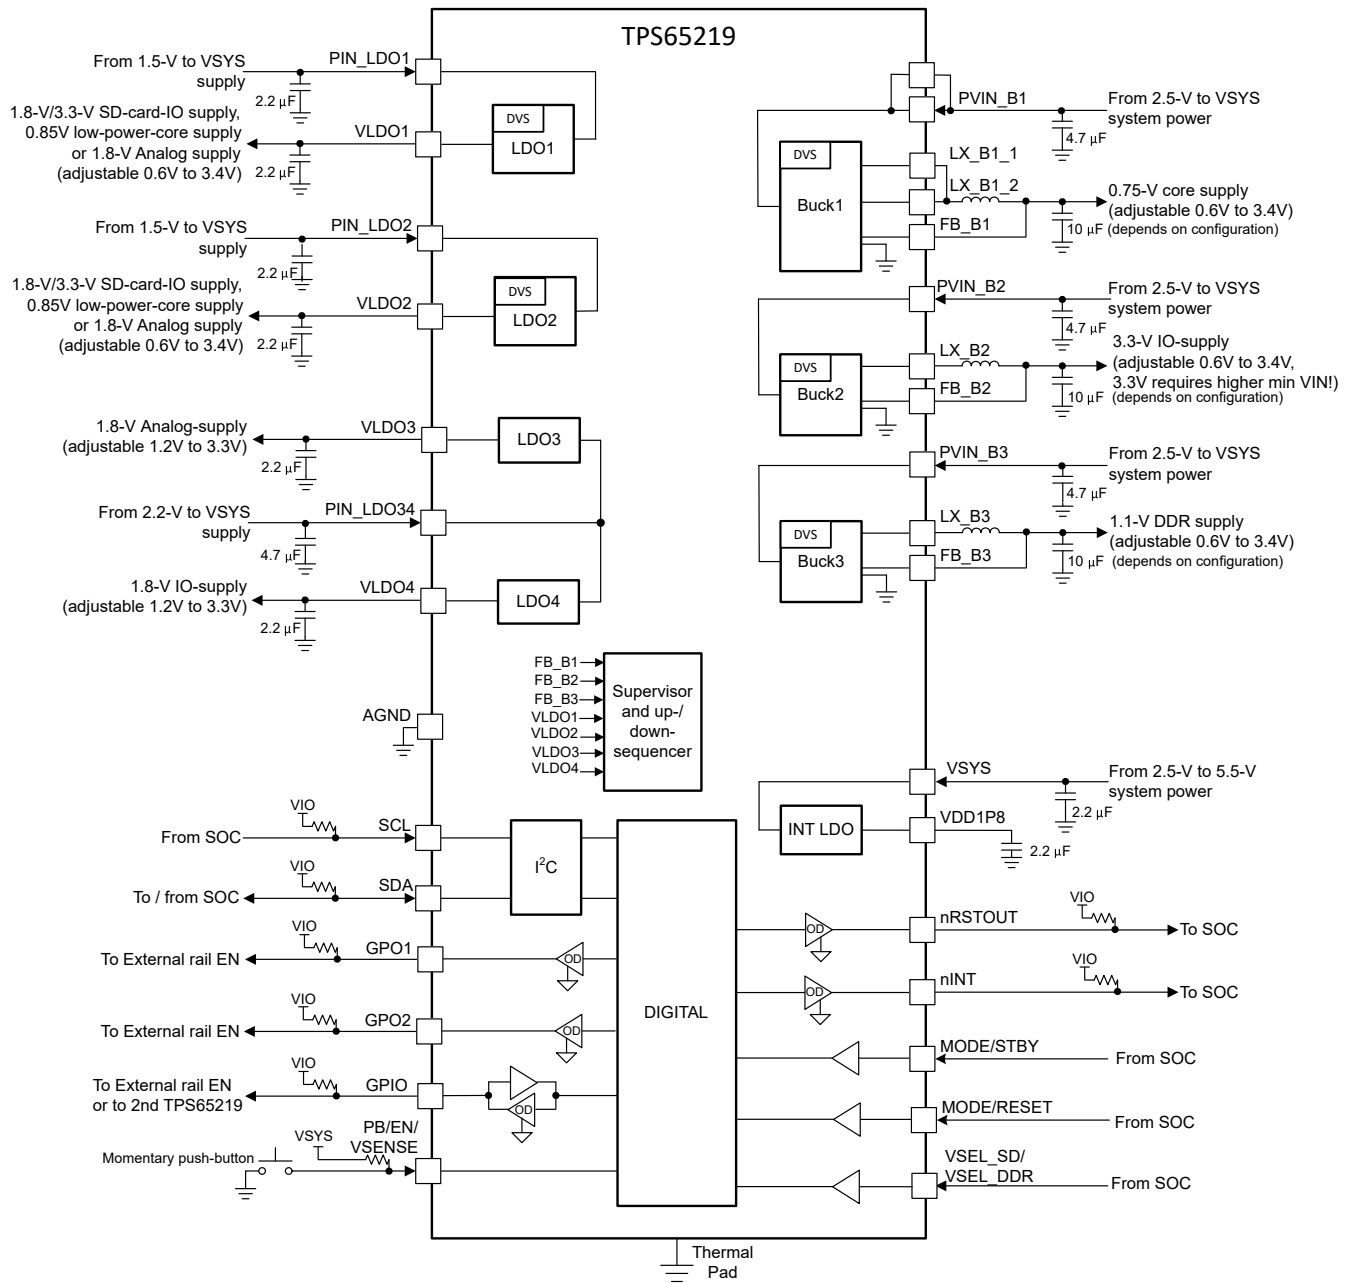 TPS65219
From 1.5-V to VSYS
supply
PIN_LDO1
2.2 μF
1.8-V/3.3-V SD-card-IO supply,
0.85V low-power-core supply
or 1.8-V Analog supply
(adjustable 0.6V to 3.4V)
VLDO1
2.2 μF
DVS
LDO1
From 1.5-V to VSYS
supply
PIN_LDO2
2.2 μF
1.8-V/3.3-V SD-card-IO supply,
0.85V low-power-core supply
or 1.8-V Analog supply
(adjustable 0.6V to 3.4V)
VLDO2
2.2 μF
DVS
LDO2
1.8-V Analog-supply
(adjustable 1.2V to 3.3V)
VLDO3
2.2 μF
LDO3
From 2.2-V to VSYS
supply
PIN_LDO34
4.7 μF
1.8-V IO-supply
(adjustable 1.2V to 3.3V)
VLDO4
2.2 μF
LDO4
PVIN_B1
From 2.5-V to VSYS
system power
4.7 μF
DVS
Buck1
LX_B1_1
LX_B1_2
FB_B1
0.75-V core supply
(adjustable 0.6V to 3.4V)
10 μF (depends on configuration)
PVIN_B2
From 2.5-V to VSYS
system power
4.7 μF
DVS
Buck2
LX_B2
FB_B2
3.3-V IO-supply
(adjustable 0.6V to 3.4V,
3.3V requires higher min VIN!)
10 μF (depends on configuration)
PVIN_B3
From 2.5-V to VSYS
system power
4.7 μF
DVS
Buck3
LX_B3
FB_B3
1.1-V DDR supply
(adjustable 0.6V to 3.4V)
10 μF (depends on configuration)
FB_B1
FB_B2
FB_B3
VLDO1
VLDO2
VLDO3
VLDO4
Supervisor
and up-/
down-
sequencer
AGND
VSYS
From 2.5-V to 5.5-V
system power
2.2 μF
INT LDO
VDD1P8
2.2 μF
From SOC
VIO
SCL
To / from SOC
VIO
SDA
I²C
To External rail EN
VIO
GPO1
OD
To External rail EN
VIO
GPO2
OD
To External rail EN
or to 2nd TPS65219
VIO
GPIO
OD
Momentary push-button
VSYS
PB/EN/
VSENSE
DIGITAL
OD
nRSTOUT
VIO
To SOC
OD
nINT
VIO
To SOC
MODE/STBY
From SOC
MODE/RESET
From SOC
VSEL_SD/
VSEL_DDR
From SOC
Thermal
Pad